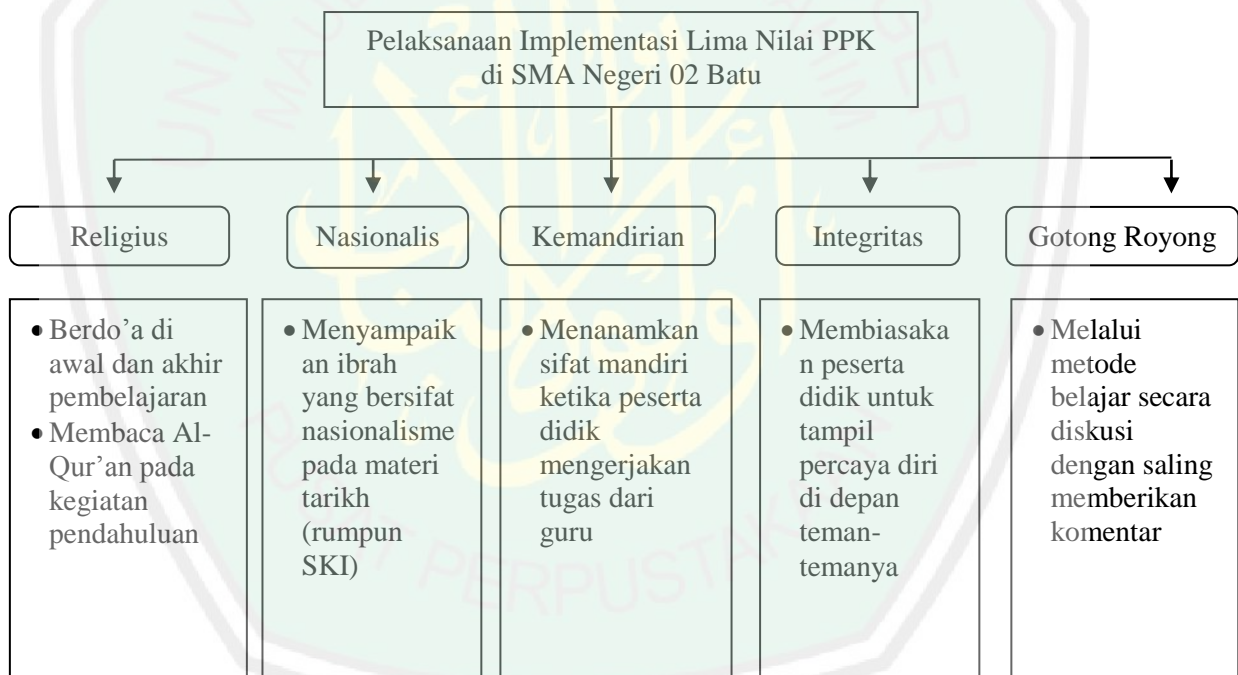 Pelaksanaan Implementasi Lima Nilai PPK
di SMA Negeri 02 Batu
Religius
Nasionalis
Kemandirian
Integritas
Gotong Royong
• Berdo’a di
awal dan akhir
pembelajaran
• Membaca Al-
Qur’an pada
kegiatan
pendahuluan
• Menyampaik
an ibrah
yang bersifat
nasionalisme
pada materi
tarikh
(rumpun
SKI)
• Menanamkan
sifat mandiri
ketika peserta
didik
mengerjakan
tugas dari
guru
• Membiasaka
n peserta
didik untuk
tampil
percaya diri
di depan
teman-
temanya
• Melalui
metode
belajar secara
diskusi
dengan saling
memberikan
komentar